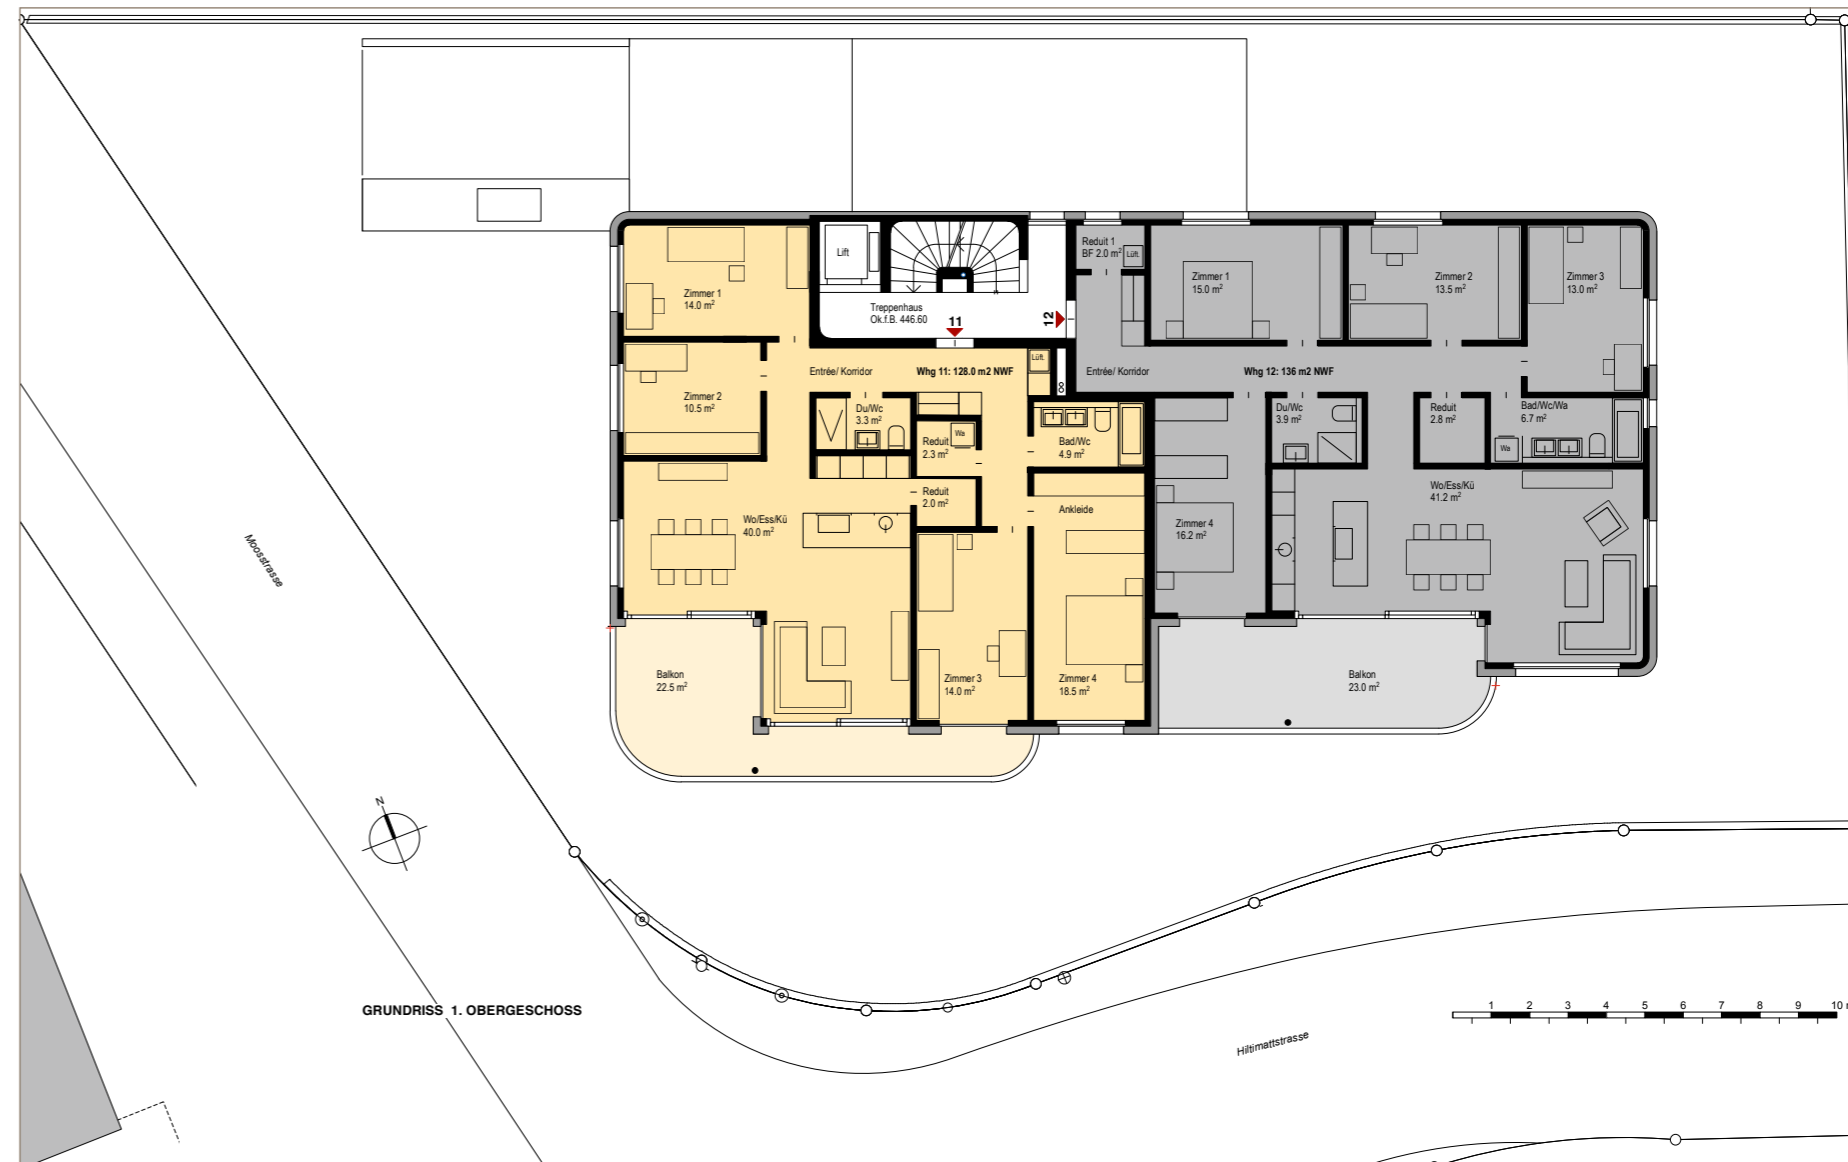 Lift
Treppenhaus
Ok.f.B. 446.60
11
12
Zimmer 1
14.0 m²
Zimmer 2
10.5 m²
Entrée/ Korridor
Whg 11: 128.0 m2 NWF
Lüft.
Du/Wc
3.3 m²
Reduit
2.3 m²
Wa
Bad/Wc
4.9 m²
Reduit
2.0 m²
Ankleide
Wo/Ess/Kü
40.0 m²
Balkon
22.5 m²
Zimmer 3
14.0 m²
Zimmer 4
18.5 m²
Reduit 1
BF 2.0 m²
Lüft.
Zimmer 1
15.0 m²
Zimmer 2
13.5 m²
Zimmer 3
13.0 m²
Entrée/ Korridor
Whg 12: 136 m2 NWF
Du/Wc
3.9 m²
Reduit
2.8 m²
Bad/Wc/Wa
6.7 m²
Wa
Wo/Ess/Kü
41.2 m²
Zimmer 4
16.2 m²
Balkon
23.0 m²
Moosstrasse
N
GRUNDRISS 1. OBERGESCHOSS
1 2 3 4 5 6 7 8 9 10
Hiltimattstrasse